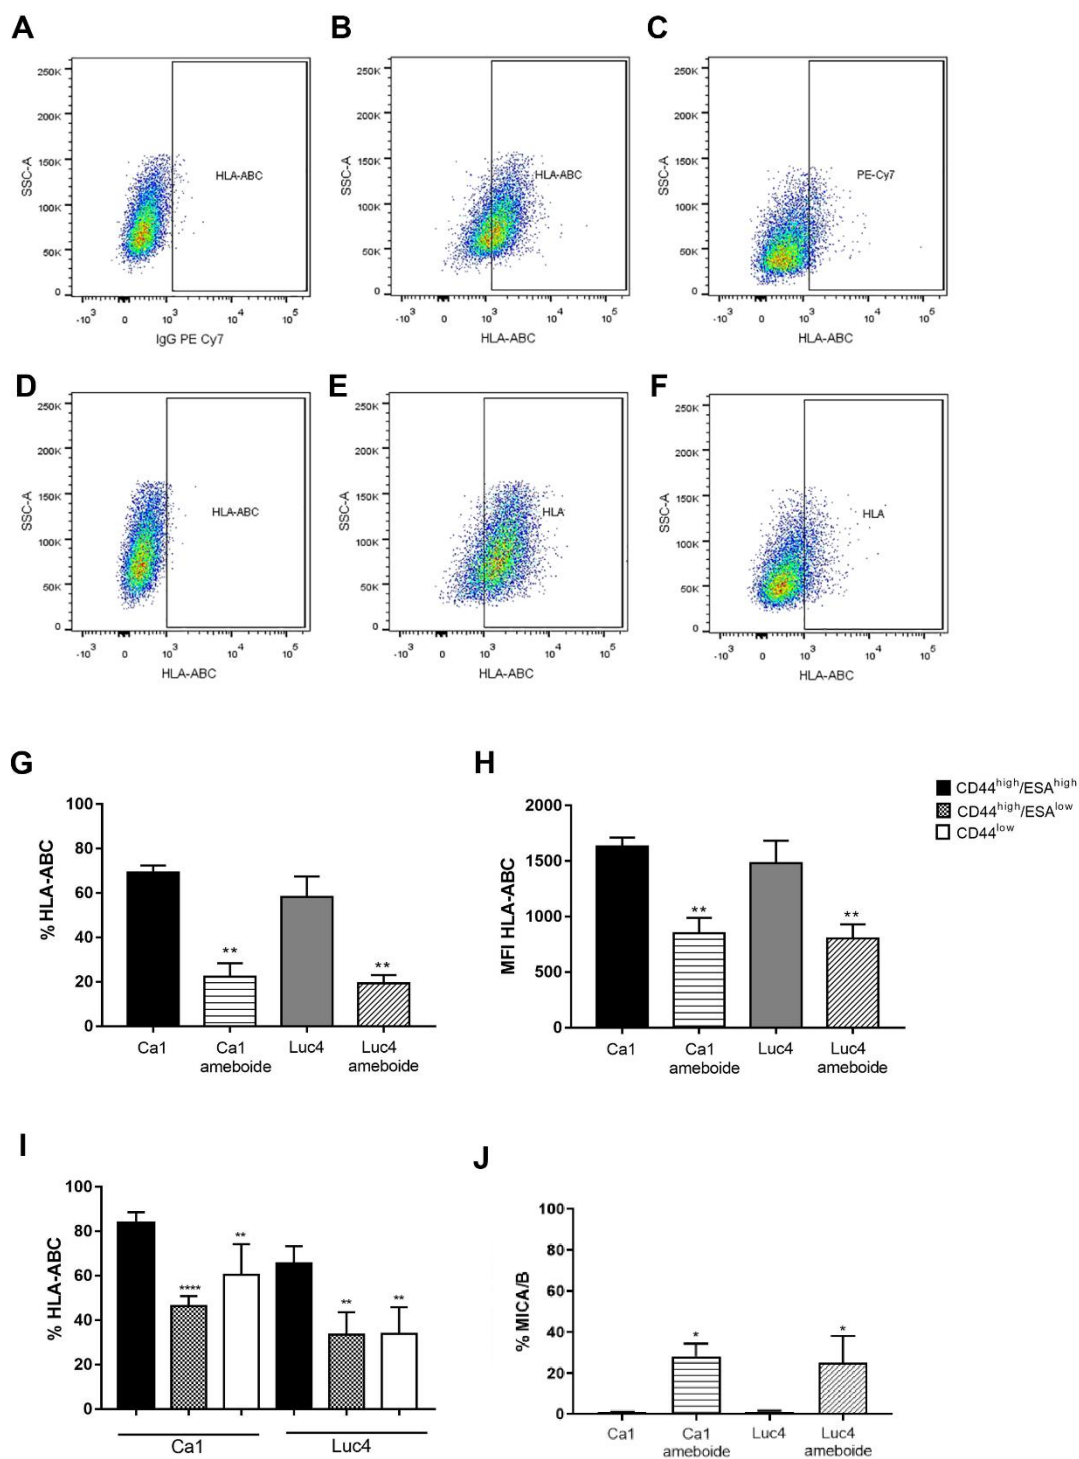 A
B
C
250K
200K
150K
100K
50K
0
SSC-A
HLA-ABC
-10³ 0 10³ 10⁴ 10⁵
IgG PE Cy7
250K
200K
150K
100K
50K
0
SSC-A
HLA-ABC
-10³ 0 10³ 10⁴ 10⁵
HLA-ABC
250K
200K
150K
100K
50K
0
SSC-A
PE-Cy7
-10³ 0 10³ 10⁴ 10⁵
HLA-ABC
D
E
F
250K
200K
150K
100K
50K
0
SSC-A
HLA-ABC
-10³ 0 10³ 10⁴ 10⁵
HLA-ABC
250K
200K
150K
100K
50K
0
SSC-A
HLA
-10³ 0 10³ 10⁴ 10⁵
HLA-ABC
250K
200K
150K
100K
50K
0
SSC-A
HLA
-10³ 0 10³ 10⁴ 10⁵
HLA-ABC
G
100
80
60
40
20
0
% HLA-ABC
** **
Ca1 Ca1 ameboide Luc4 Luc4 ameboide
H
2000
1500
1000
500
0
MFI HLA-ABC
** **
Ca1 Ca1 ameboide Luc4 Luc4 ameboide
CD44high/ESAhigh
CD44high/ESAlow
CD44low
I
100
80
60
40
20
0
% HLA-ABC
**** ** ** **
Ca1 Luc4
J
100
80
60
40
20
0
% MICA/B
* *
Ca1 Ca1 ameboide Luc4 Luc4 ameboide